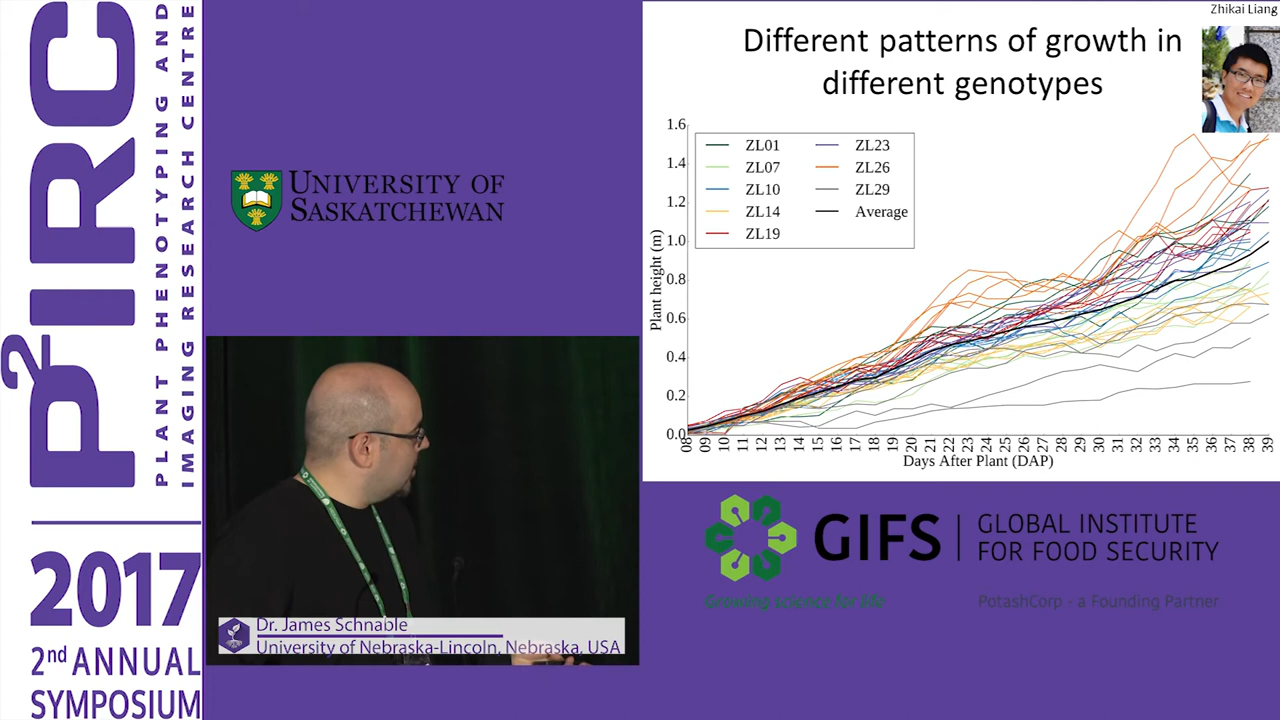 P²IRC
PLANT PHENOTYPING AND
IMAGING RESEARCH CENTRE
2017
2nd ANNUAL
SYMPOSIUM
UNIVERSITY OF
SASKATCHEWAN
Dr. James Schnable
University of Nebraska-Lincoln, Nebraska, USA
Zhikai Liang
Different patterns of growth in
different genotypes
ZL01
ZL07
ZL10
ZL14
ZL19
ZL23
ZL26
ZL29
Average
Plant height (m)
1.6
1.4
1.2
1.0
0.8
0.6
0.4
0.2
0.0
08 09 10 11 12 13 14 15 16 17 18 19 20 21 22 23 24 25 26 27 28 29 30 31 32 33 34 35 36 37 38 39
Days After Plant (DAP)
GIFS
GLOBAL INSTITUTE
FOR FOOD SECURITY
Growing science for life
PotashCorp - a Founding Partner